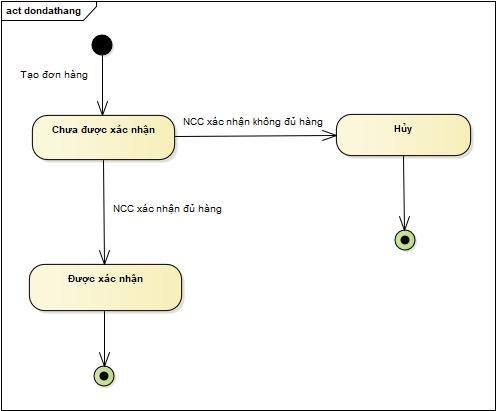 act dondathang
Tạo đơn hàng
Chưa được xác nhận
NCC xác nhận không đủ hàng
Hủy
NCC xác nhận đủ hàng
Được xác nhận